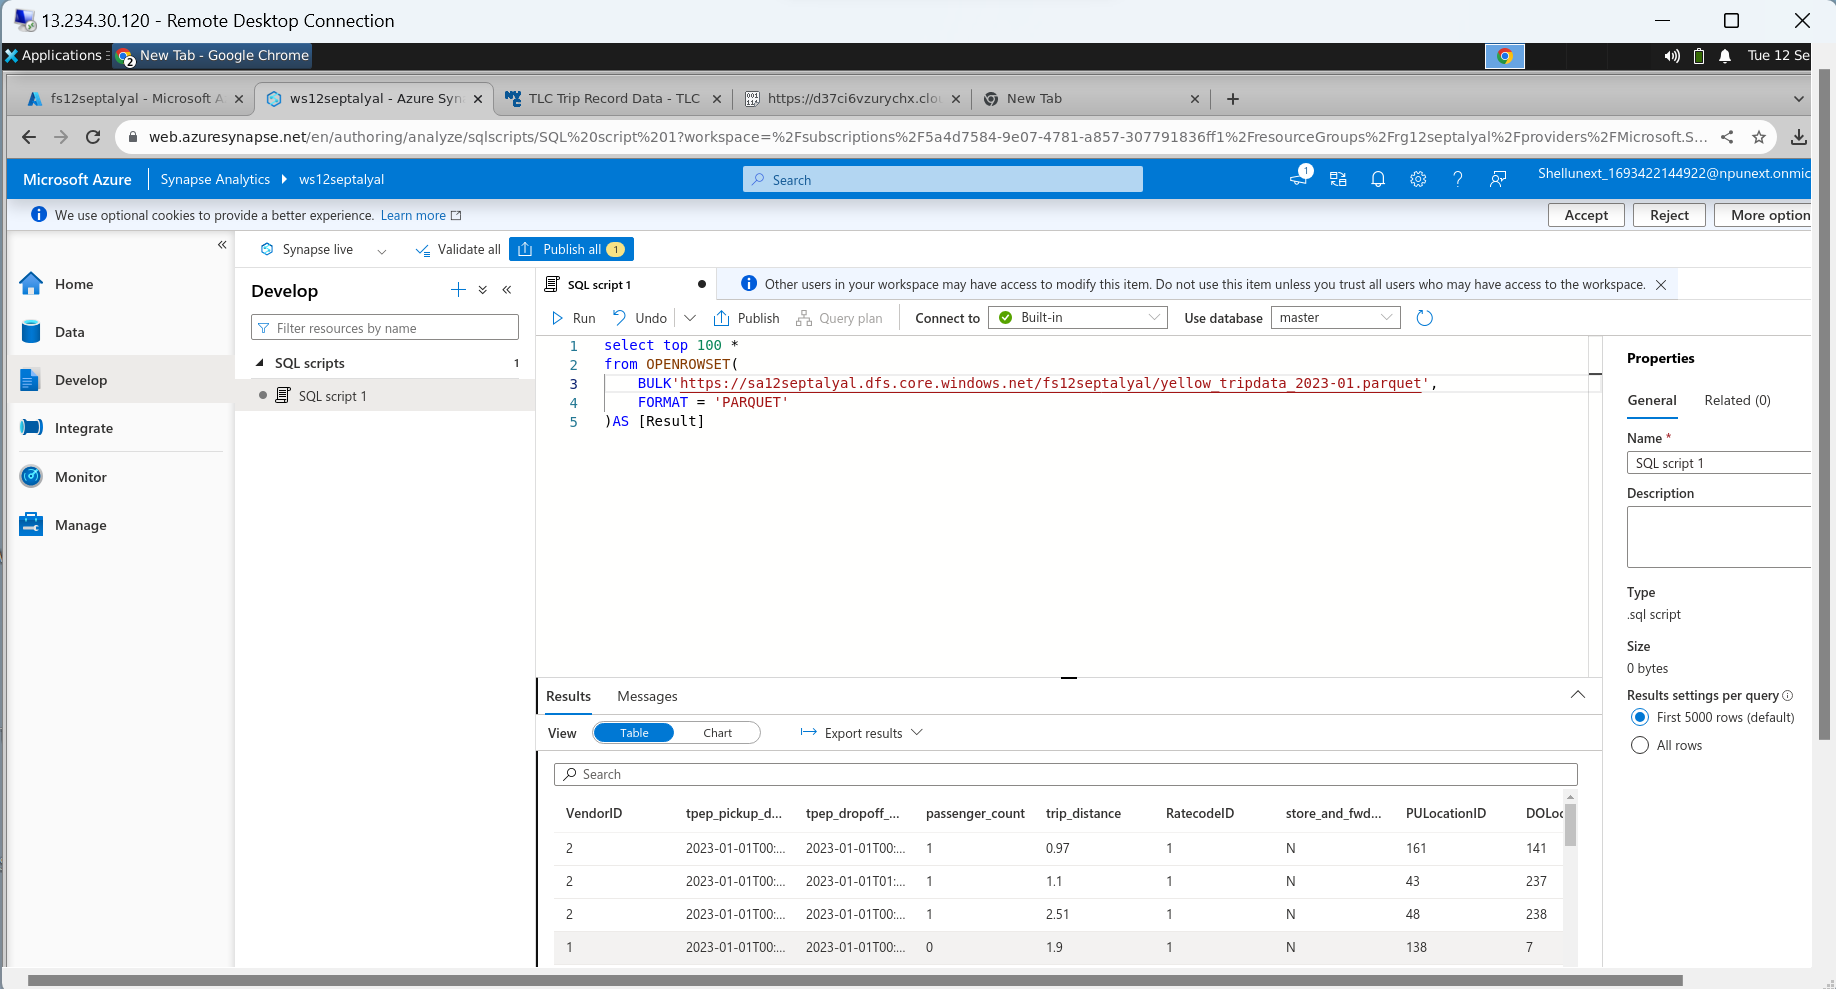 13.234.30.120 - Remote Desktop Connection
Applications
2
New Tab - Google Chrome
Tue 12 Se
fs12septalyal - Microsoft A
ws12septalyal - Azure Syn
TLC Trip Record Data - TLC
https://d37ci6vzurychx.clou
New Tab
web.azuresynapse.net/en/authoring/analyze/sqlscripts/SQL%20script%201?workspace=%2Fsubscriptions%2F5a4d7584-9e07-4781-a857-307791836ff1%2FresourceGroups%2Frg12septalyal%2Fproviders%2FMicrosoft.S...
Microsoft Azure
Synapse Analytics
ws12septalyal
Search
1
Shellunext_1693422144922@npunext.onmic
We use optional cookies to provide a better experience. Learn more
Accept
Reject
More option
Synapse live
Validate all
Publish all 1
Home
Data
Develop
Integrate
Monitor
Manage
Develop
Filter resources by name
SQL scripts 1
SQL script 1
SQL script 1
Other users in your workspace may have access to modify this item. Do not use this item unless you trust all users who may have access to the workspace.
Run
Undo
Publish
Query plan
Connect to
Built-in
Use database
master
1 select top 100 *
2 from OPENROWSET(
3 BULK'https://sa12septalyal.dfs.core.windows.net/fs12septalyal/yellow_tripdata_2023-01.parquet',
4 FORMAT = 'PARQUET'
5 )AS [Result]
Properties
General
Related (0)
Name *
SQL script 1
Description
Type
.sql script
Size
0 bytes
Results settings per query
First 5000 rows (default)
All rows
Results
Messages
View
Table
Chart
Export results
Search
VendorID tpep_pickup_d... tpep_dropoff_... passenger_count trip_distance RatecodeID store_and_fwd... PULocationID DOLoc
2 2023-01-01T00:... 2023-01-01T00:... 1 0.97 1 N 161 141
2 2023-01-01T00:... 2023-01-01T01:... 1 1.1 1 N 43 237
2 2023-01-01T00:... 2023-01-01T00:... 1 2.51 1 N 48 238
1 2023-01-01T00:... 2023-01-01T00:... 0 1.9 1 N 138 7